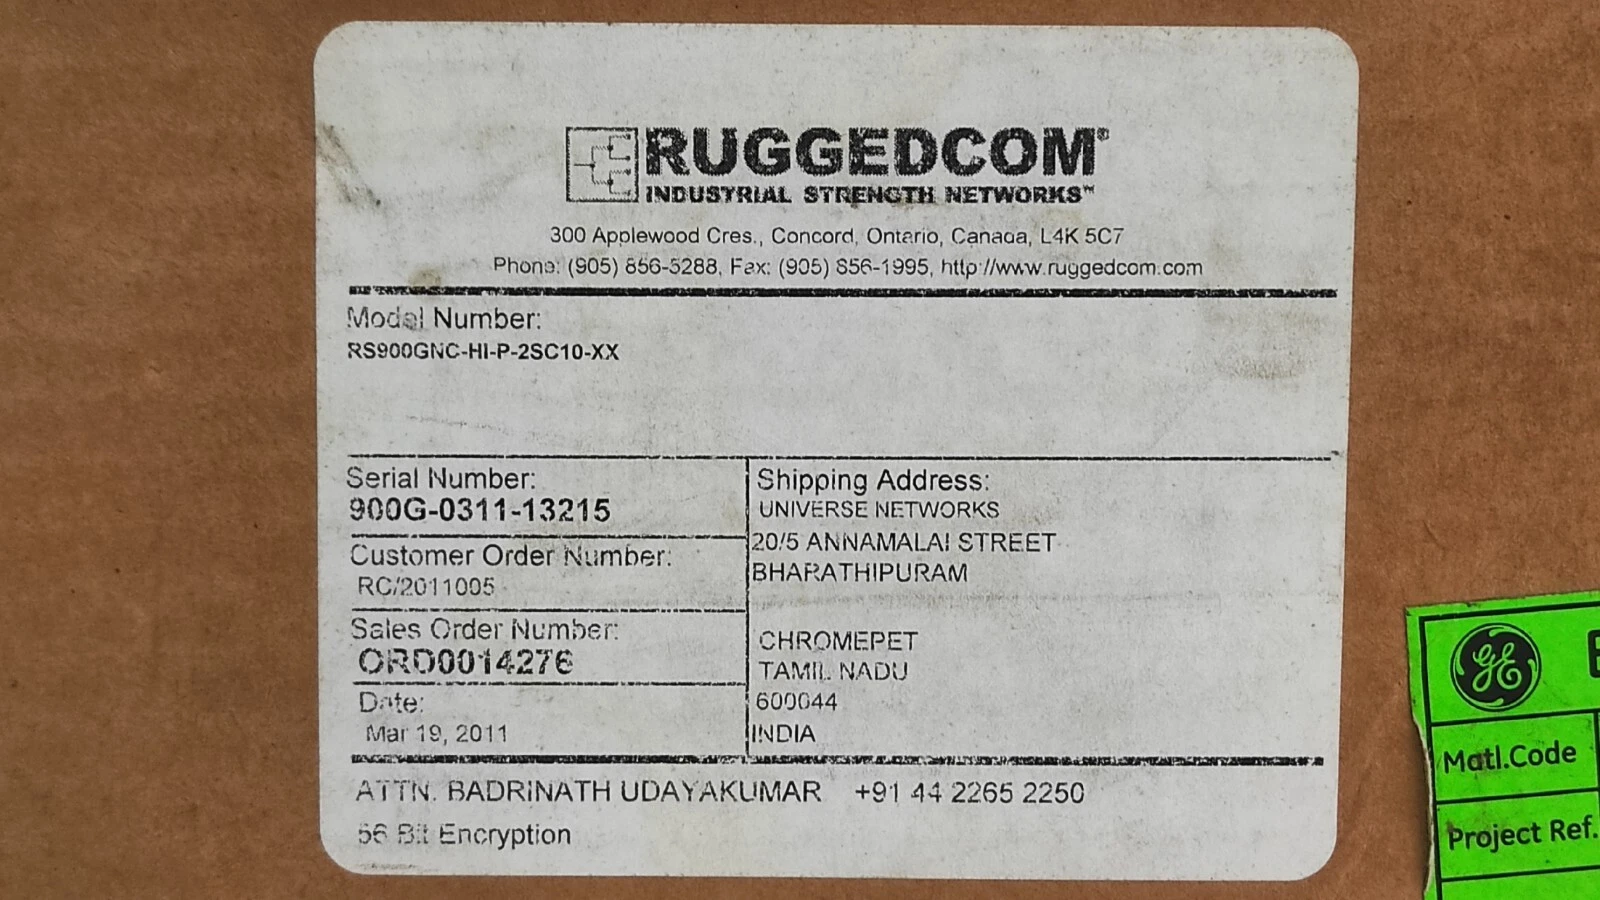 RUGGEDCOM®
INDUSTRIAL STRENGTH NETWORKS™
300 Applewood Cres., Concord, Ontario, Canada, L4K 5C7
Phone: (905) 856-5288, Fax: (905) 856-1995, http://www.ruggedcom.com
Model Number:
RS900GNC-HI-P-2SC10-XX
Serial Number:
900G-0311-13215
Customer Order Number:
RC/2011005
Sales Order Number:
ORD0014276
Date:
Mar 19, 2011
Shipping Address:
UNIVERSE NETWORKS
20/5 ANNAMALAI STREET
BHARATHIPURAM
CHROMEPET
TAMIL NADU
600044
INDIA
ATTN. BADRINATH UDAYAKUMAR +91 44 2265 2250
56 Bit Encryption
GE
Matl.Code
Project Ref.